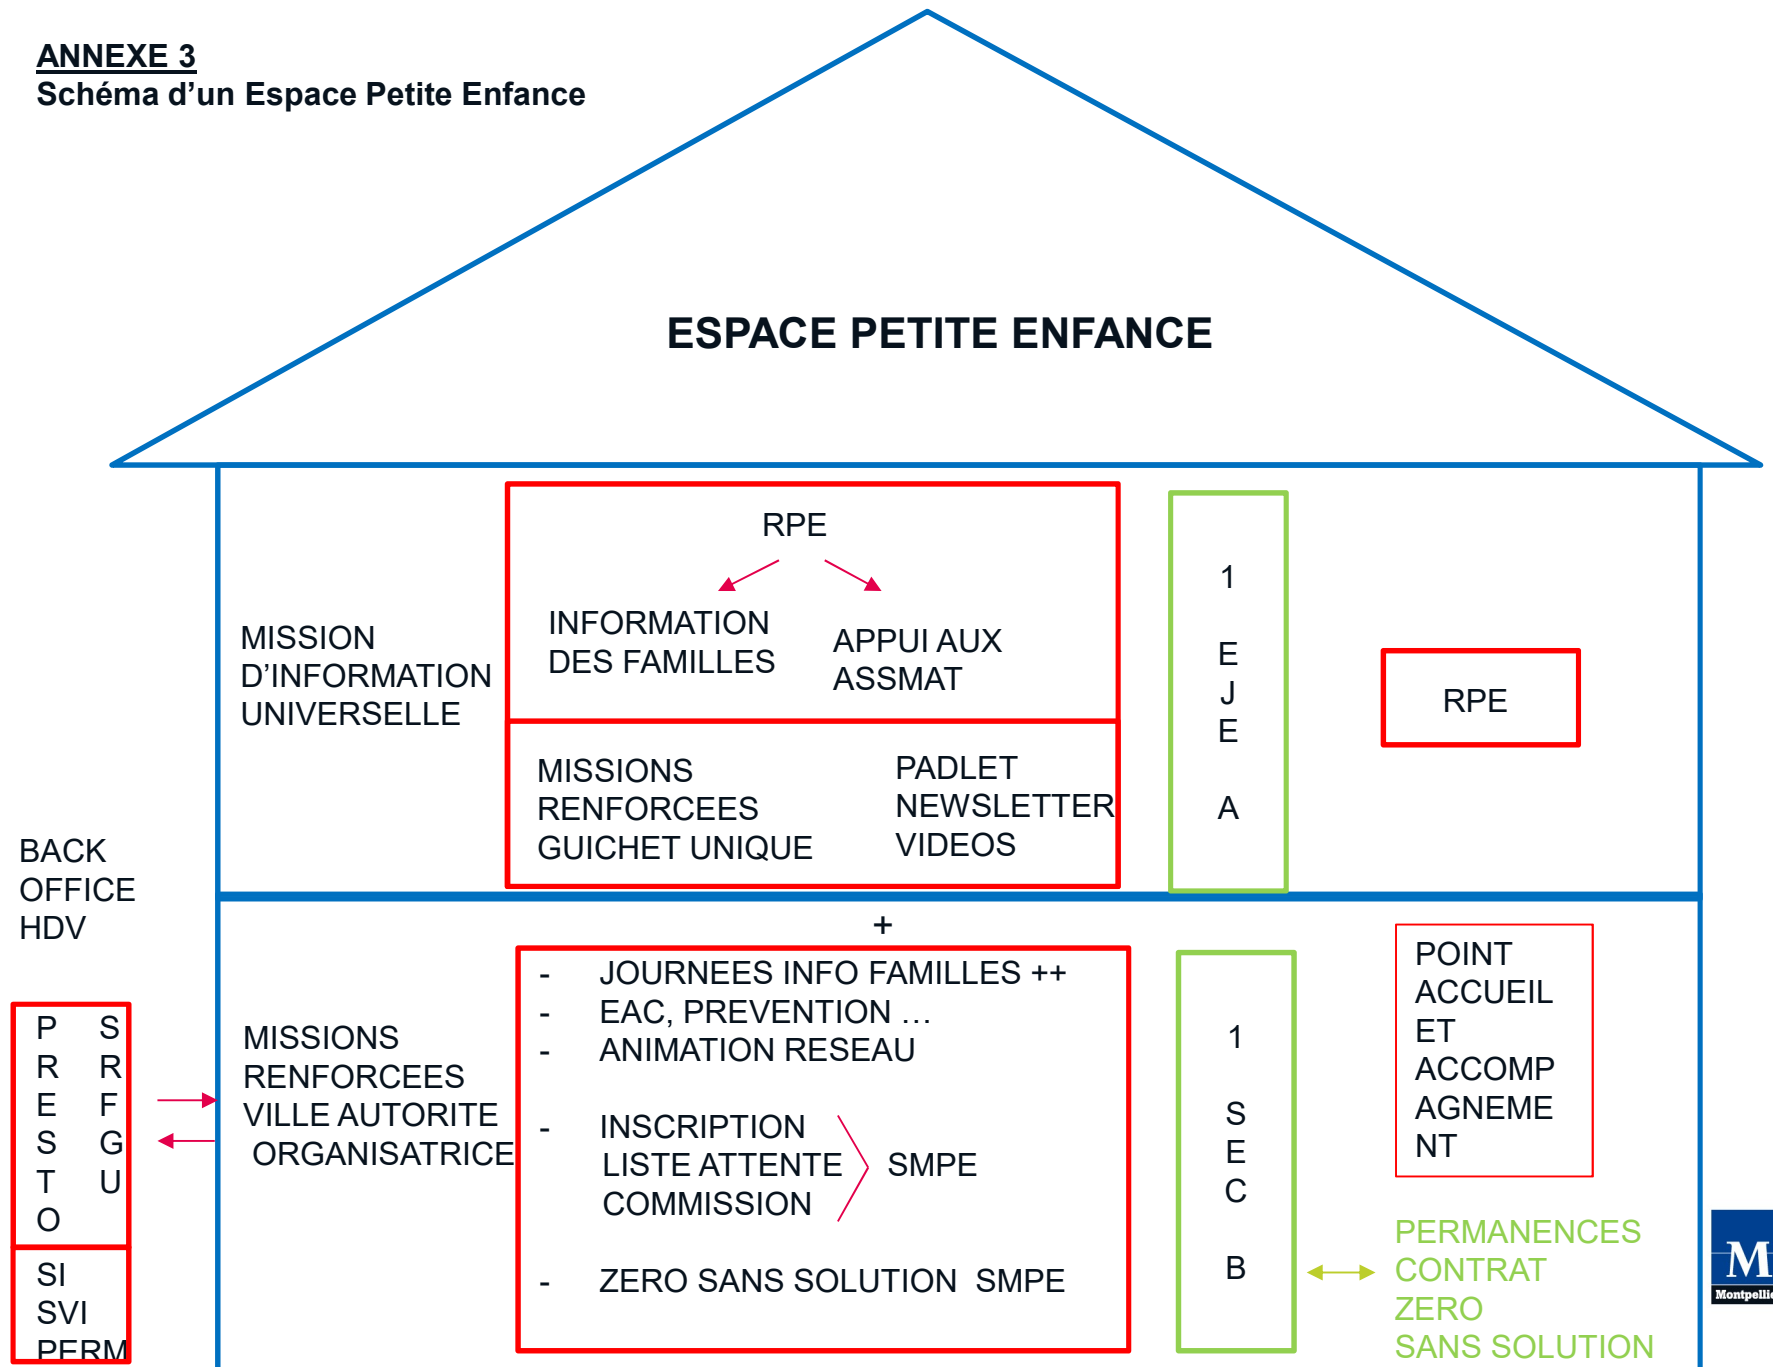 ANNEXE 3
Schéma d'un Espace Petite Enfance
ESPACE PETITE ENFANCE
MISSION
D'INFORMATION
UNIVERSELLE
RPE
INFORMATION
DES FAMILLES
APPUI AUX
ASSMAT
MISSIONS
RENFORCEES
GUICHET UNIQUE
PADLET
NEWSLETTER
VIDEOS
1
E
J
E
A
RPE
BACK
OFFICE
HDV
P S
R R
E F
S G
T U
O
SI
SVI
PERM
MISSIONS
RENFORCEES
VILLE AUTORITE
ORGANISATRICE
+
- JOURNEES INFO FAMILLES ++
- EAC, PREVENTION …
- ANIMATION RESEAU
- INSCRIPTION
LISTE ATTENTE SMPE
COMMISSION
- ZERO SANS SOLUTION SMPE
1
S
E
C
B
POINT
ACCUEIL
ET
ACCOMP
AGNEME
NT
PERMANENCES
CONTRAT
ZERO
SANS SOLUTION
M
Montpellie